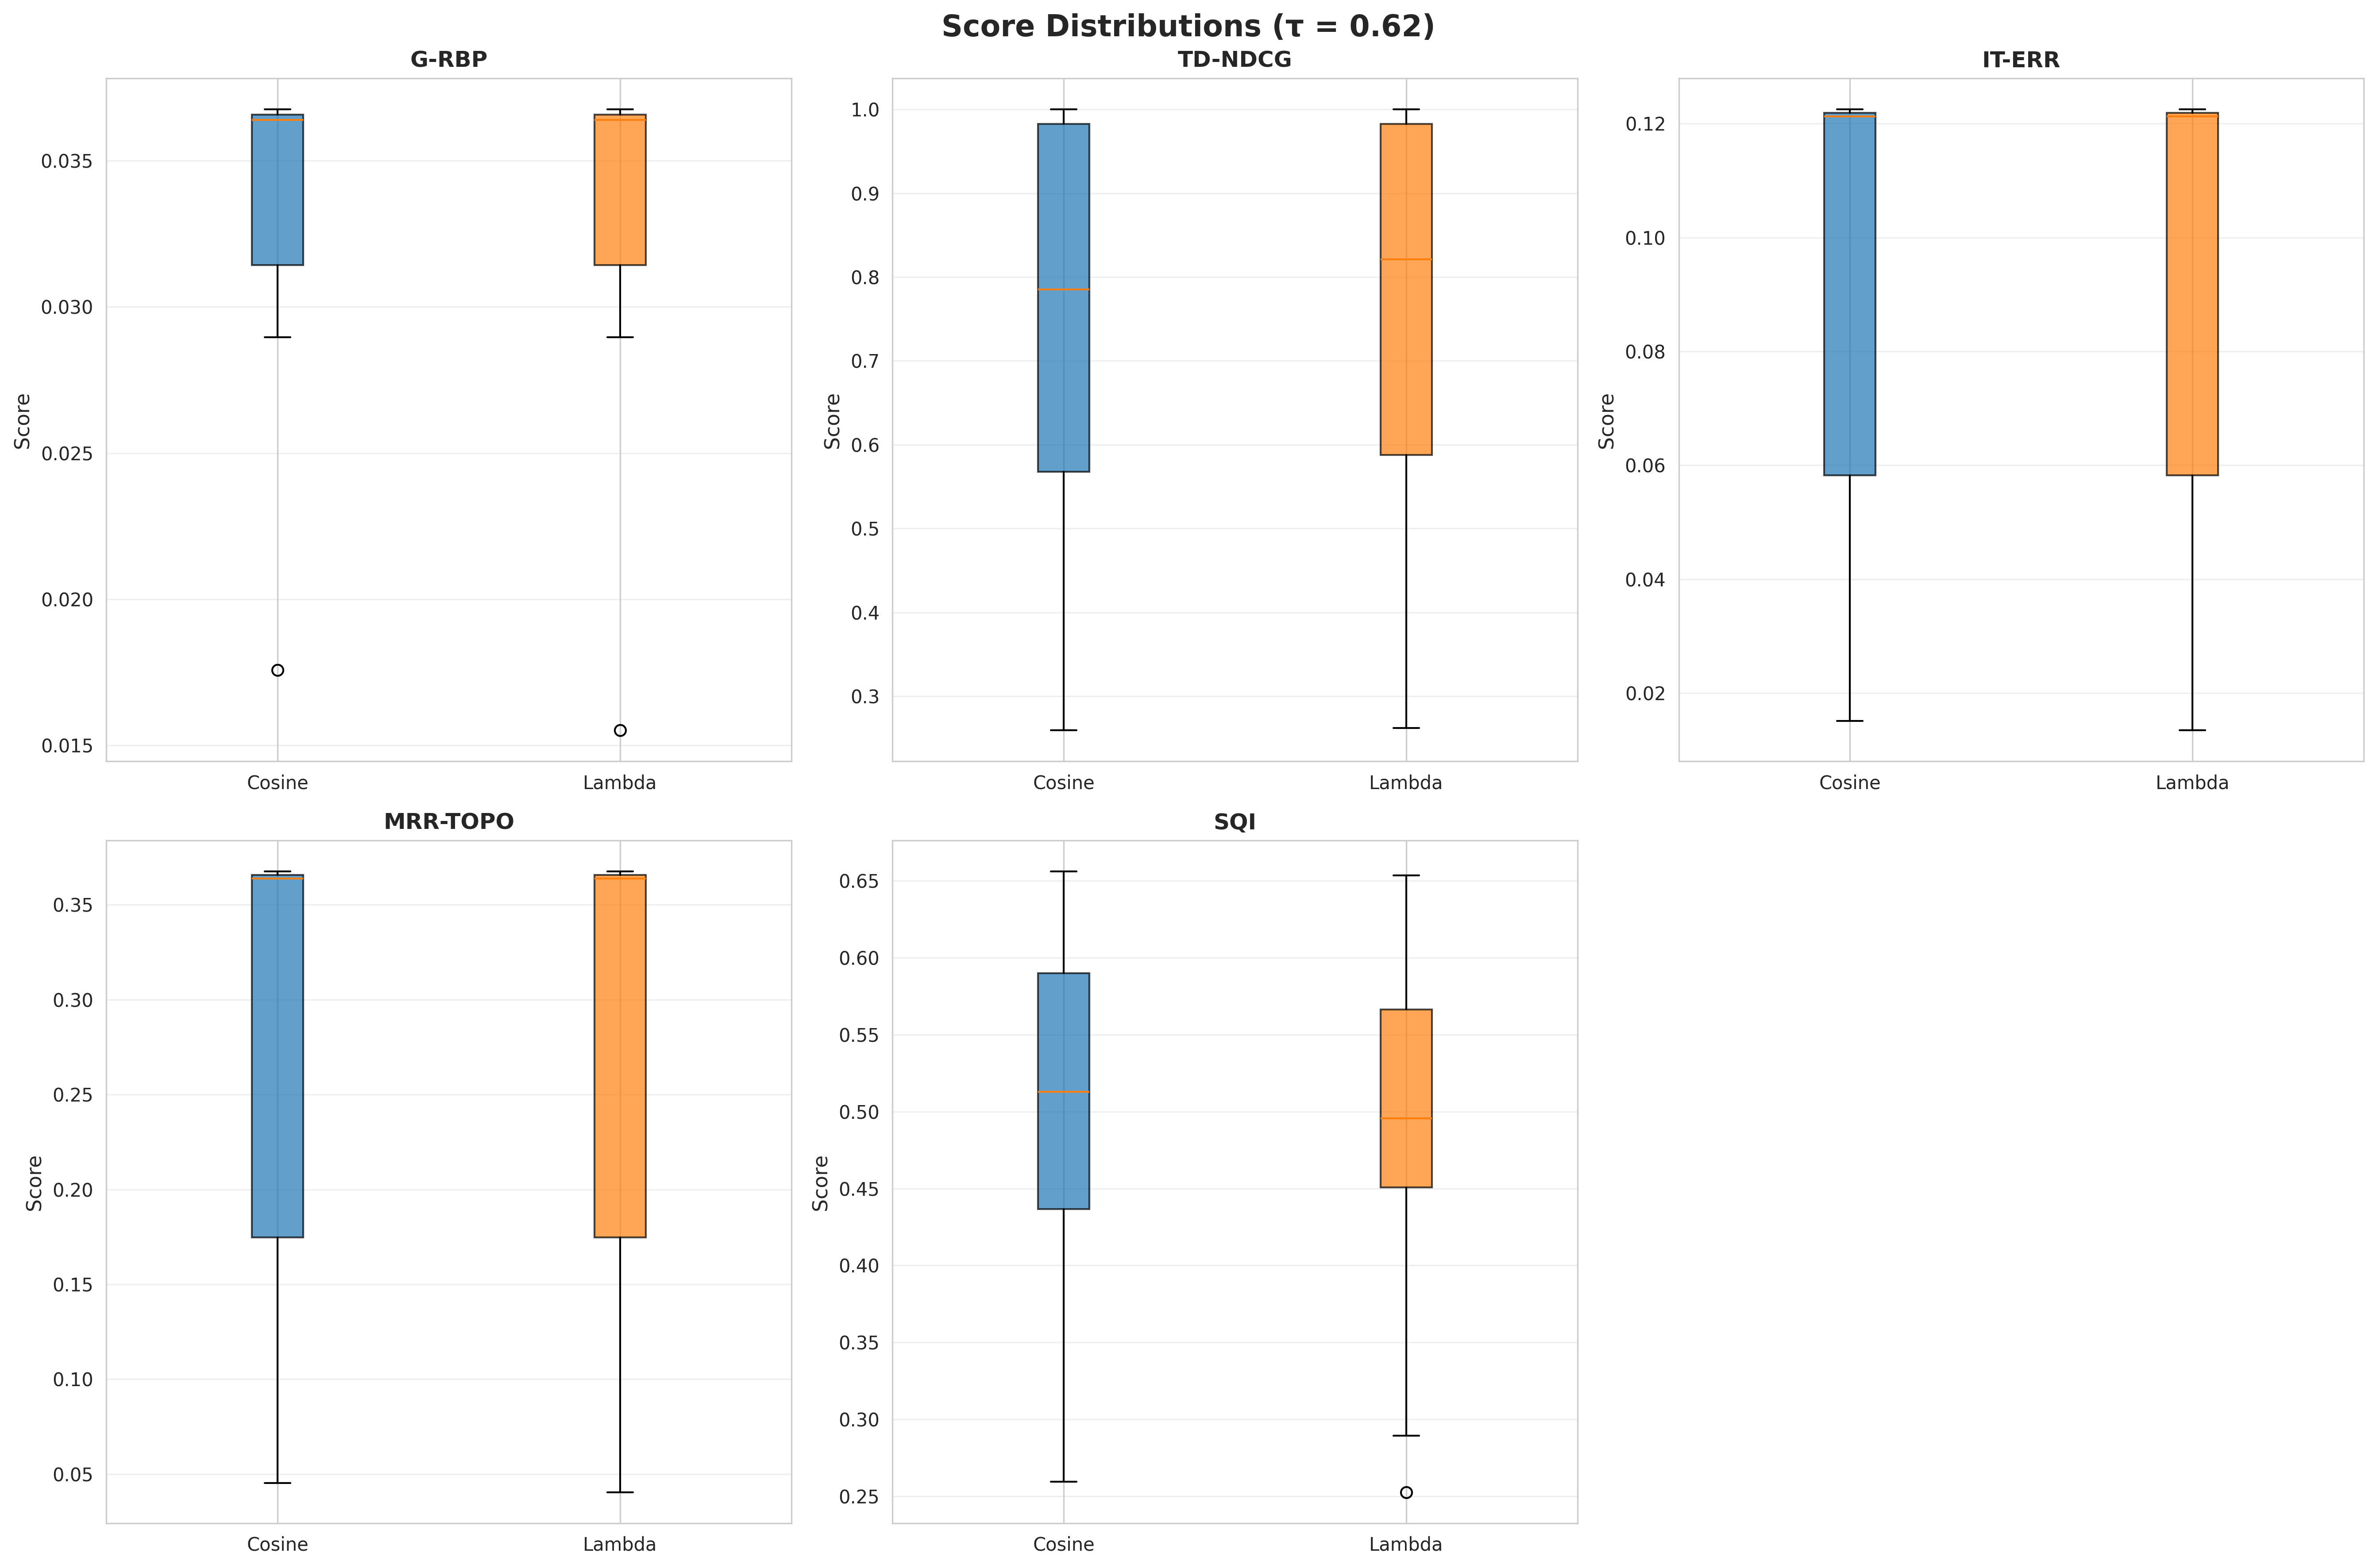 Score Distributions (τ = 0.62)
G-RBP
Score
0.035
0.030
0.025
0.020
0.015
Cosine
Lambda
TD-NDCG
Score
1.0
0.9
0.8
0.7
0.6
0.5
0.4
0.3
Cosine
Lambda
IT-ERR
Score
0.12
0.10
0.08
0.06
0.04
0.02
Cosine
Lambda
MRR-TOPO
Score
0.35
0.30
0.25
0.20
0.15
0.10
0.05
Cosine
Lambda
SQI
Score
0.65
0.60
0.55
0.50
0.45
0.40
0.35
0.30
0.25
Cosine
Lambda